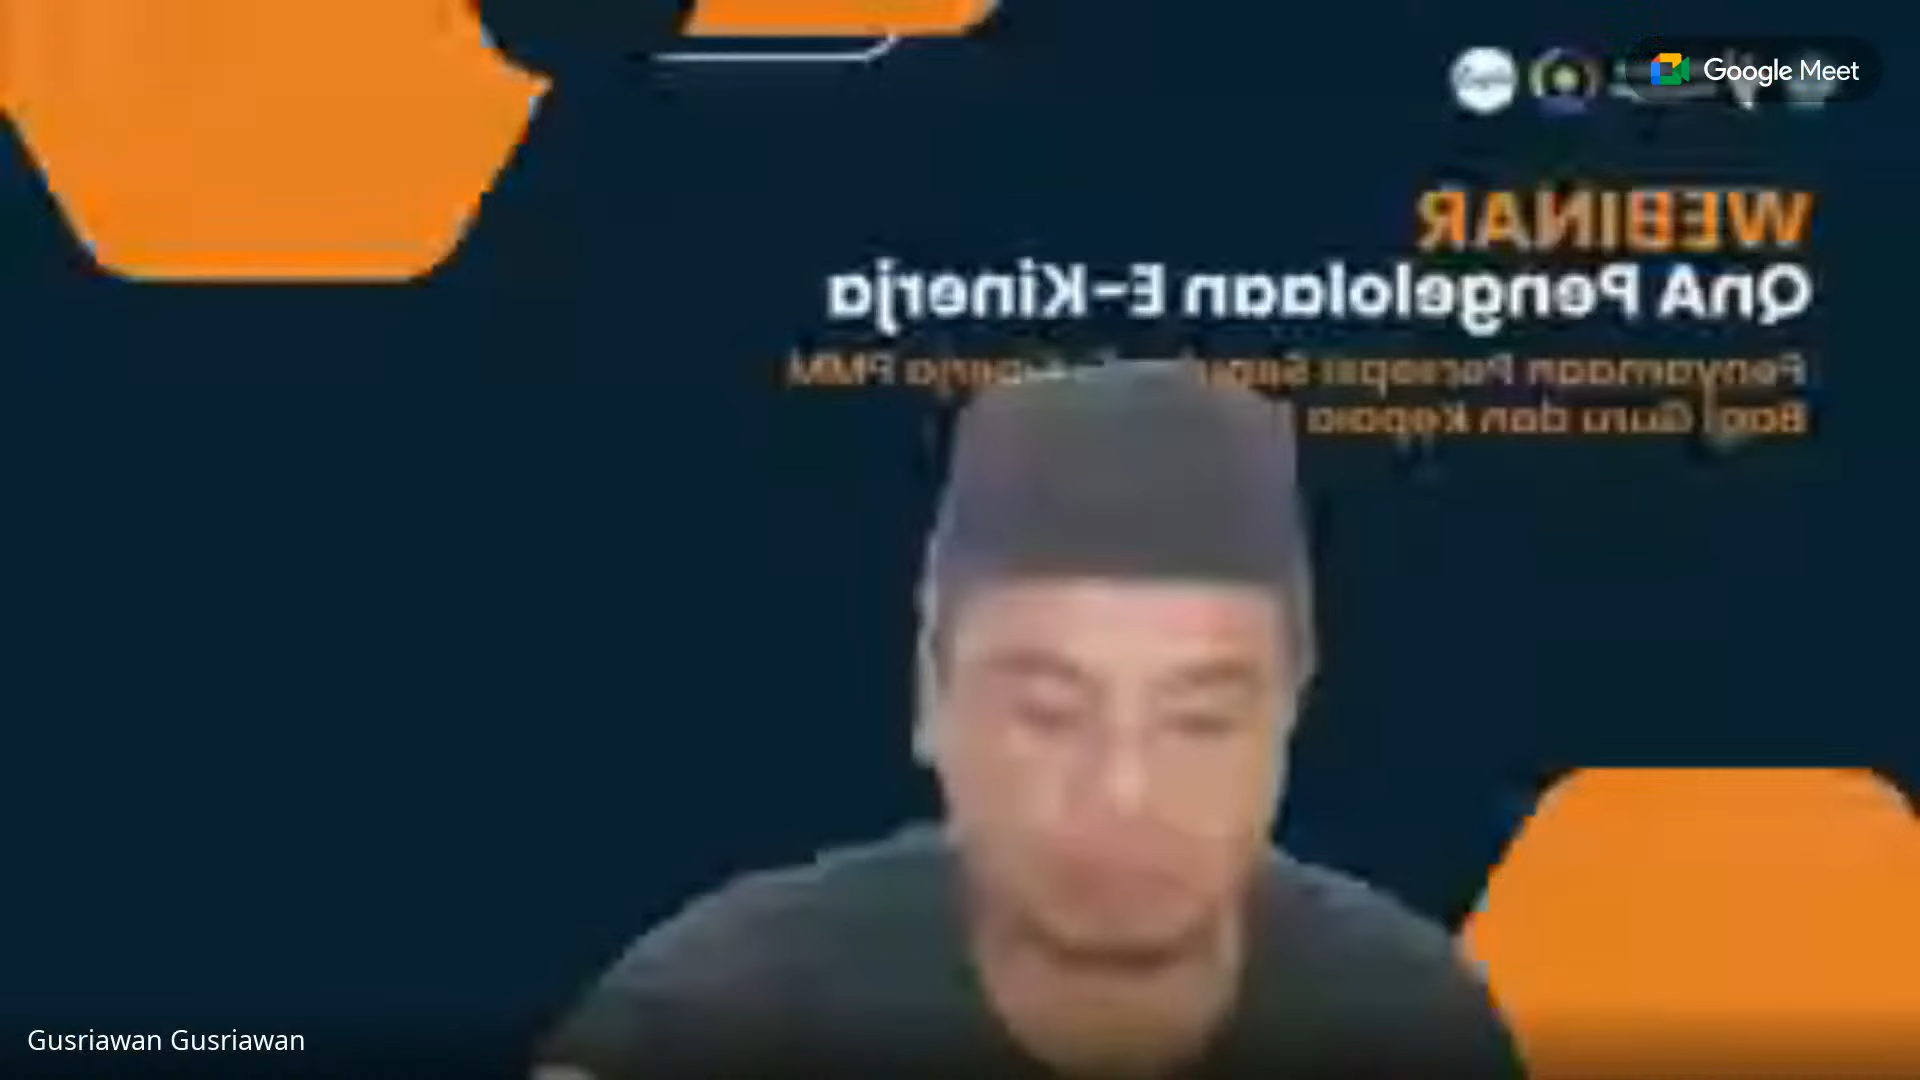 Google Meet
WEBINAR
QnA Pengelolaan E-Kinerja
Penyamaan Persepsi PMM
Bagi Guru dan Kepala
Gusriawan Gusriawan